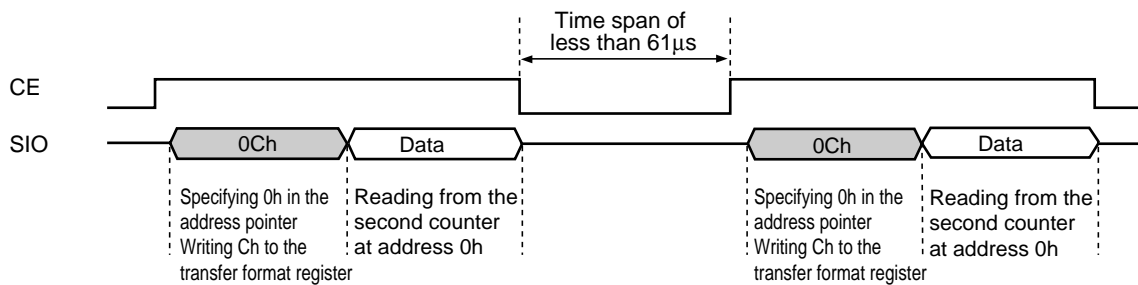 Time span of
less than 61μs
CE
SIO
0Ch
Data
0Ch
Data
Specifying 0h in the
address pointer
Writing Ch to the
transfer format register
Reading from the
second counter
at address 0h
Specifying 0h in the
address pointer
Writing Ch to the
transfer format register
Reading from the
second counter
at address 0h